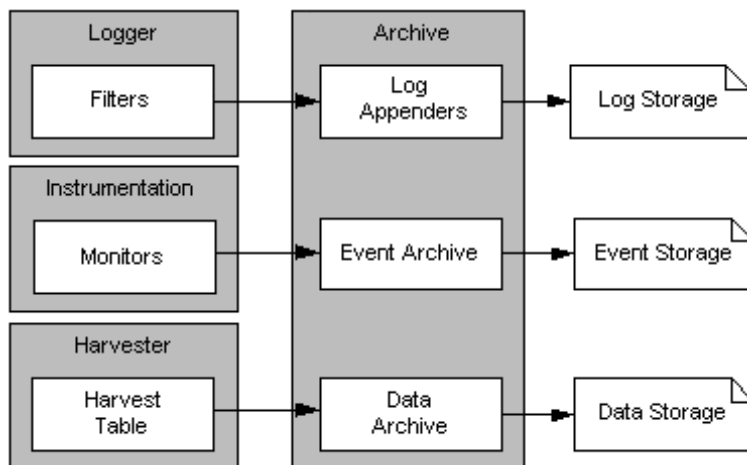 Logger
Archive
Filters
Log
Appenders
Log Storage
Instrumentation
Monitors
Event Archive
Event Storage
Harvester
Harvest
Table
Data
Archive
Data Storage